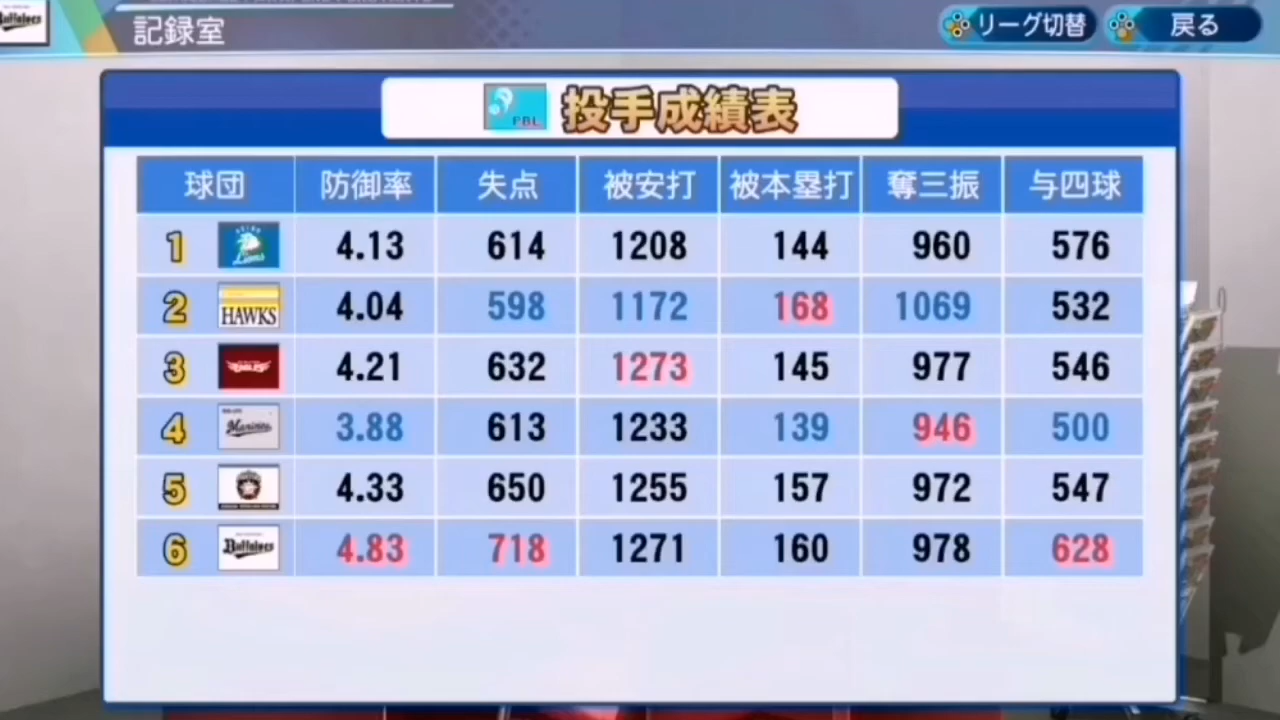 Buffaloes
記録室
リーグ切替
戻る
PBL 投手成績表
球団 防御率 失点 被安打 被本塁打 奪三振 与四球
1 Lions 4.13 614 1208 144 960 576
2 HAWKS 4.04 598 1172 168 1069 532
3 EAGLES 4.21 632 1273 145 977 546
4 Marines 3.88 613 1233 139 946 500
5 4.33 650 1255 157 972 547
6 Buffaloes 4.83 718 1271 160 978 628